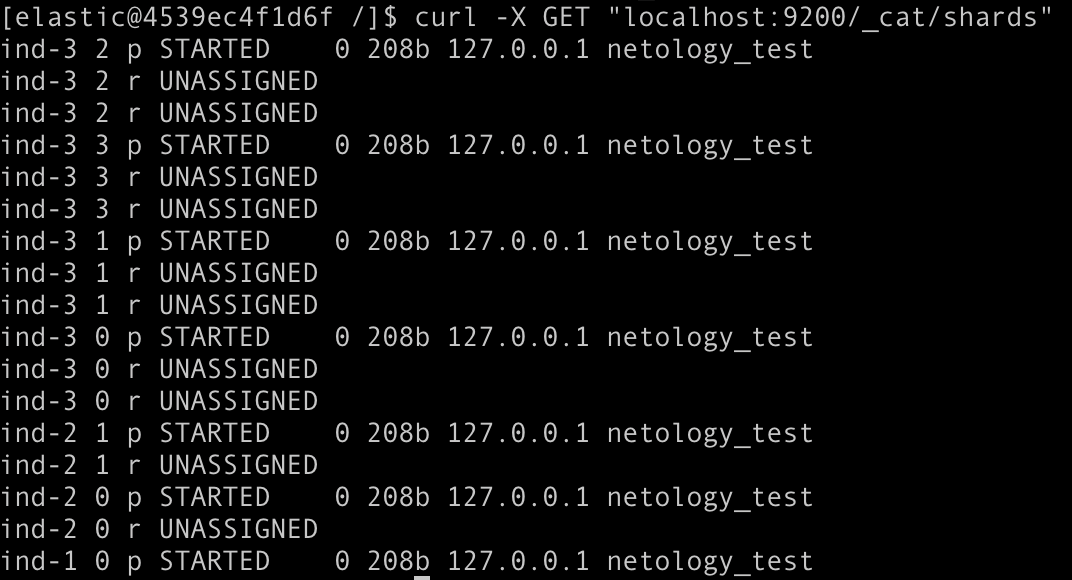 [elastic@4539ec4f1d6f /]$ curl -X GET "localhost:9200/_cat/shards"
ind-3 2 p STARTED    0 208b 127.0.0.1 netology_test
ind-3 2 r UNASSIGNED
ind-3 2 r UNASSIGNED
ind-3 3 p STARTED    0 208b 127.0.0.1 netology_test
ind-3 3 r UNASSIGNED
ind-3 3 r UNASSIGNED
ind-3 1 p STARTED    0 208b 127.0.0.1 netology_test
ind-3 1 r UNASSIGNED
ind-3 1 r UNASSIGNED
ind-3 0 p STARTED    0 208b 127.0.0.1 netology_test
ind-3 0 r UNASSIGNED
ind-3 0 r UNASSIGNED
ind-2 1 p STARTED    0 208b 127.0.0.1 netology_test
ind-2 1 r UNASSIGNED
ind-2 0 p STARTED    0 208b 127.0.0.1 netology_test
ind-2 0 r UNASSIGNED
ind-1 0 p STARTED    0 208b 127.0.0.1 netology_test